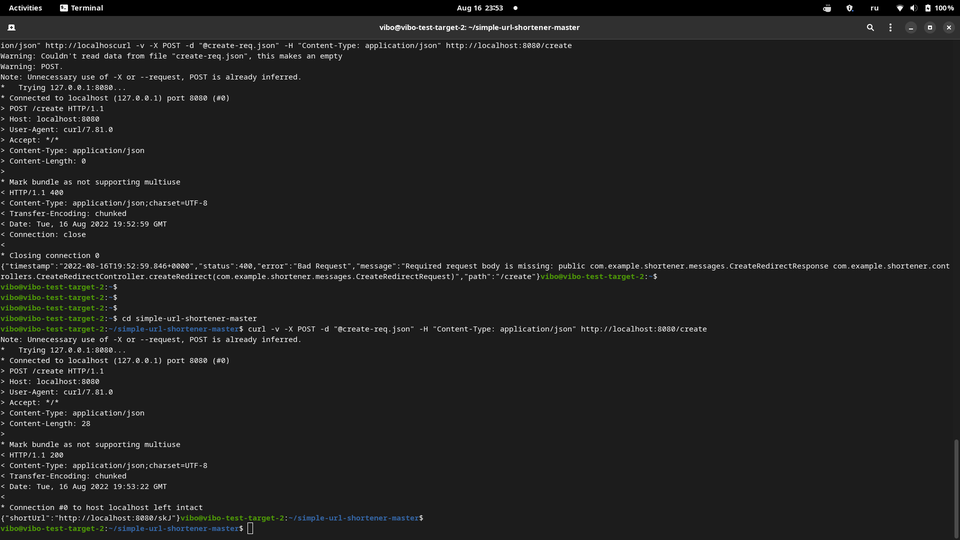 Activities
Terminal
Aug 16 23:53
ru
100%
vibo@vibo-test-target-2: ~/simple-url-shortener-master
ion/json" http://localhoscurl -v -X POST -d "@create-req.json" -H "Content-Type: application/json" http://localhost:8080/create
Warning: Couldn't read data from file "create-req.json", this makes an empty
Warning: POST.
Note: Unnecessary use of -X or --request, POST is already inferred.
*   Trying 127.0.0.1:8080...
* Connected to localhost (127.0.0.1) port 8080 (#0)
> POST /create HTTP/1.1
> Host: localhost:8080
> User-Agent: curl/7.81.0
> Accept: */*
> Content-Type: application/json
> Content-Length: 0
>
* Mark bundle as not supporting multiuse
< HTTP/1.1 400
< Content-Type: application/json;charset=UTF-8
< Transfer-Encoding: chunked
< Date: Tue, 16 Aug 2022 19:52:59 GMT
< Connection: close
<
* Closing connection 0
{"timestamp":"2022-08-16T19:52:59.846+0000","status":400,"error":"Bad Request","message":"Required request body is missing: public com.example.shortener.messages.CreateRedirectResponse com.example.shortener.cont
rollers.CreateRedirectController.createRedirect(com.example.shortener.messages.CreateRedirectRequest)","path":"/create"}vibo@vibo-test-target-2:~$
vibo@vibo-test-target-2:~$
vibo@vibo-test-target-2:~$
vibo@vibo-test-target-2:~$
vibo@vibo-test-target-2:~$ cd simple-url-shortener-master
vibo@vibo-test-target-2:~/simple-url-shortener-master$ curl -v -X POST -d "@create-req.json" -H "Content-Type: application/json" http://localhost:8080/create
Note: Unnecessary use of -X or --request, POST is already inferred.
*   Trying 127.0.0.1:8080...
* Connected to localhost (127.0.0.1) port 8080 (#0)
> POST /create HTTP/1.1
> Host: localhost:8080
> User-Agent: curl/7.81.0
> Accept: */*
> Content-Type: application/json
> Content-Length: 28
>
* Mark bundle as not supporting multiuse
< HTTP/1.1 200
< Content-Type: application/json;charset=UTF-8
< Transfer-Encoding: chunked
< Date: Tue, 16 Aug 2022 19:53:22 GMT
<
* Connection #0 to host localhost left intact
{"shortUrl":"http://localhost:8080/skJ"}vibo@vibo-test-target-2:~/simple-url-shortener-master$
vibo@vibo-test-target-2:~/simple-url-shortener-master$